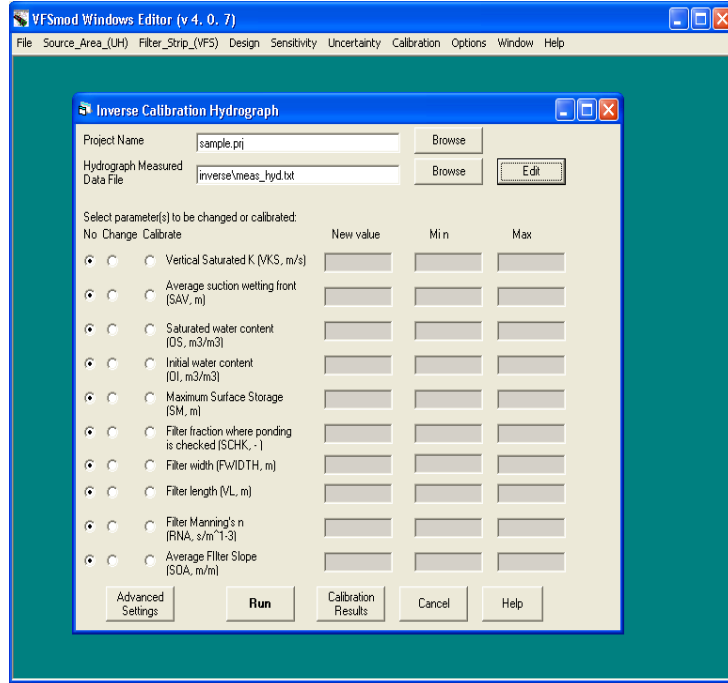 VFSmod Windows Editor (v 4. 0. 7)
File Source_Area_(UH) Filter_Strip_(VFS) Design Sensitivity Uncertainty Calibration Options Window Help
Inverse Calibration Hydrograph
Project Name sample.prj Browse
Hydrograph Measured
Data File inverse\meas_hyd.txt Browse Edit
Select parameter(s) to be changed or calibrated:
No Change Calibrate New value Min Max
Vertical Saturated K (VKS, m/s)
Average suction wetting front
(SAV, m)
Saturated water content
(OS, m3/m3)
Initial water content
(OI, m3/m3)
Maximum Surface Storage
(SM, m)
Filter fraction where ponding
is checked (SCHK, - )
Filter width (FWIDTH, m)
Filter length (VL, m)
Filter Manning's n
(RNA, s/m^1-3)
Average FIlter Slope
(SOA, m/m)
Advanced
Settings
Run
Calibration
Results
Cancel
Help